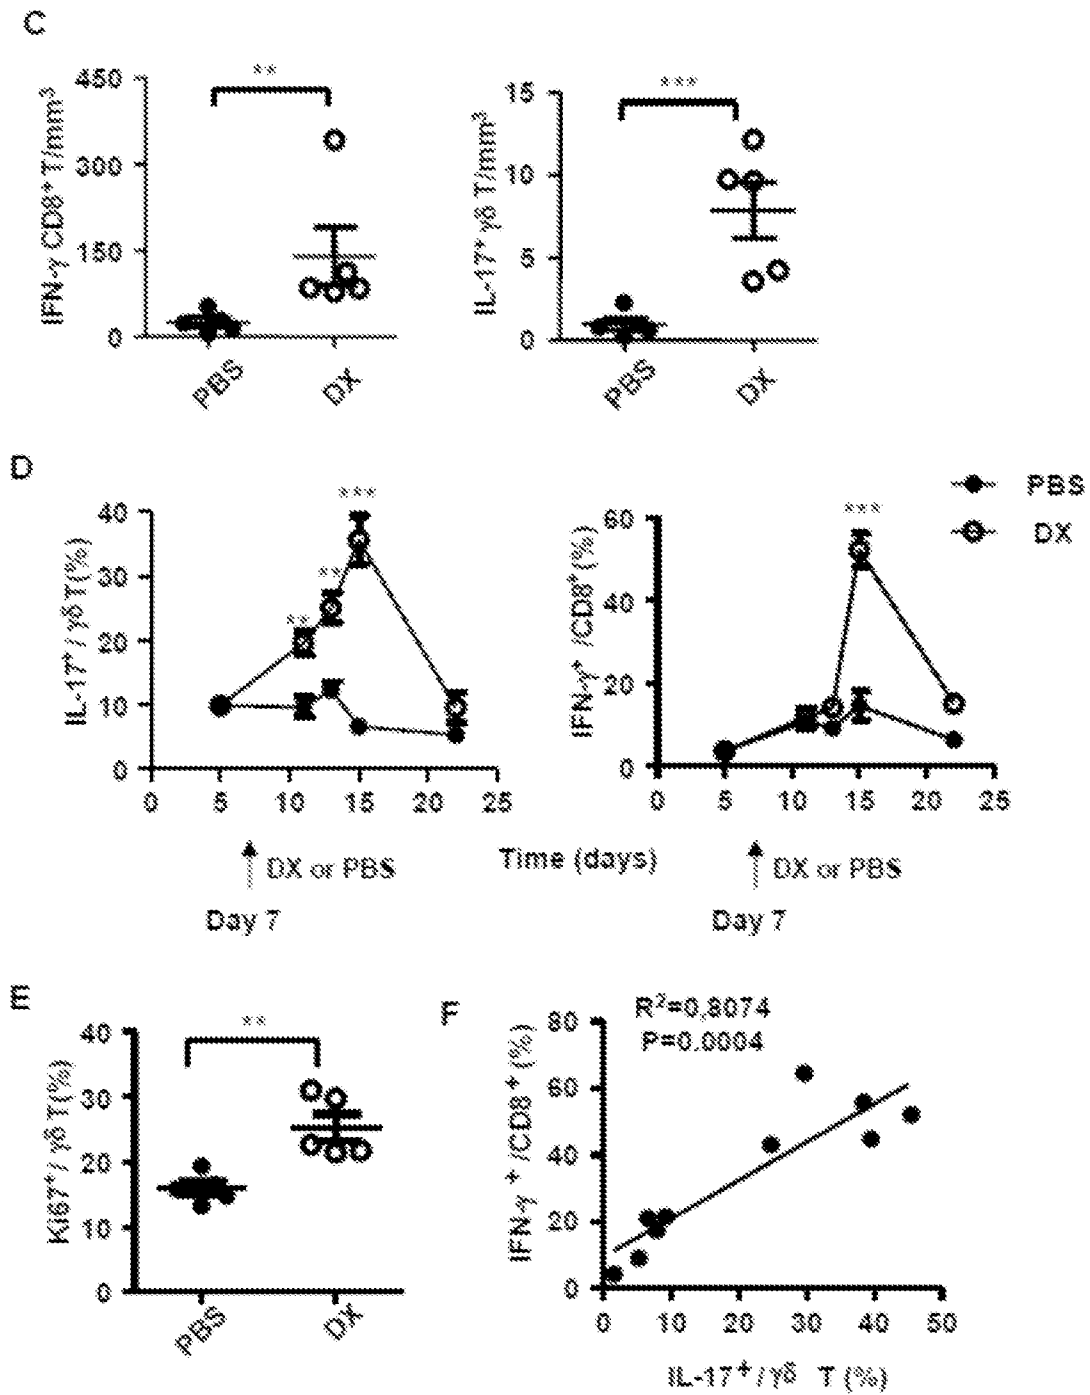 C
IFN-γ CD8⁺ T/mm³
450
300
150
0
**
PBS
DX
IL-17⁺ γδ T/mm³
15
10
5
0
***
PBS
DX
D
IL-17⁺/ γδ T(%)
40
30
20
10
0
**
**
***
0 5 10 15 20 25
DX or PBS
Day 7
Time (days)
IFN-γ⁺ /CD8⁺(%)
60
40
20
0
***
0 5 10 15 20 25
DX or PBS
Day 7
PBS
DX
E
Ki67⁺/ γδ T(%)
40
30
20
10
0
**
PBS
DX
F
R²=0,8074
P=0.0004
IFN-γ ⁺ /CD8⁺ (%)
80
60
40
20
0
0 10 20 30 40 50
IL-17⁺/γδ T (%)